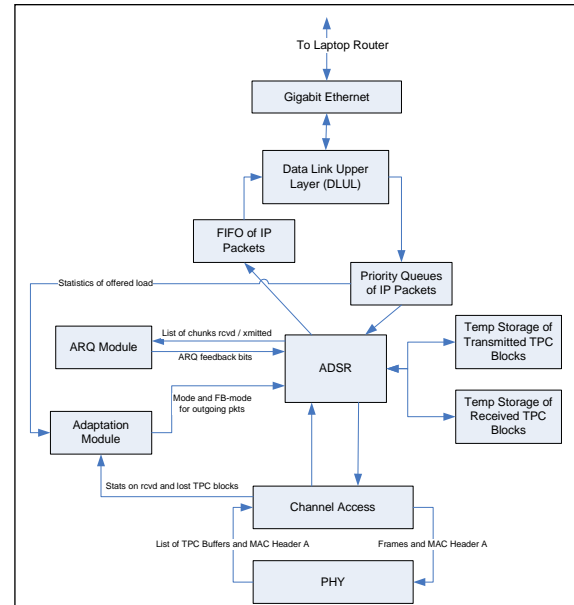 To Laptop Router
Gigabit Ethernet
Data Link Upper
Layer (DLUL)
FIFO of IP
Packets
Statistics of offered load
Priority Queues
of IP Packets
List of chunks rcvd / xmitted
ARQ Module
ARQ feedback bits
ADSR
Temp Storage of
Transmitted TPC
Blocks
Mode and FB-mode
for outgoing pkts
Temp Storage of
Received TPC
Blocks
Adaptation
Module
Stats on rcvd and lost TPC blocks
Channel Access
List of TPC Buffers and MAC Header A
Frames and MAC Header A
PHY